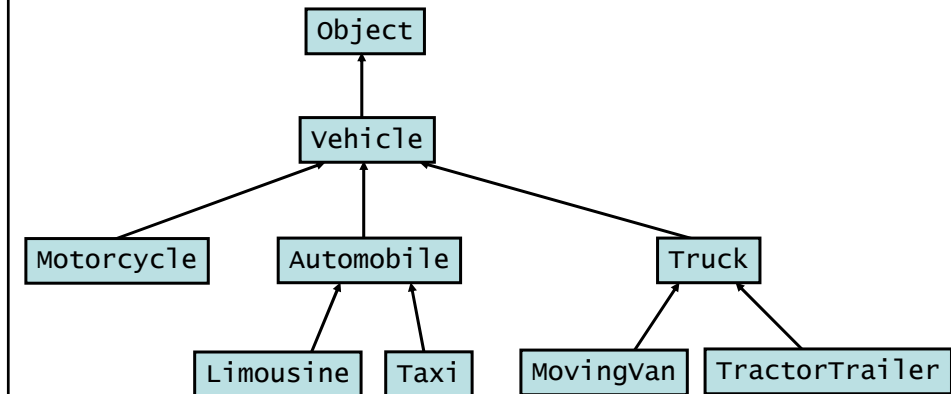 Object
Vehicle
Motorcycle
Automobile
Truck
Limousine
Taxi
MovingVan
TractorTrailer